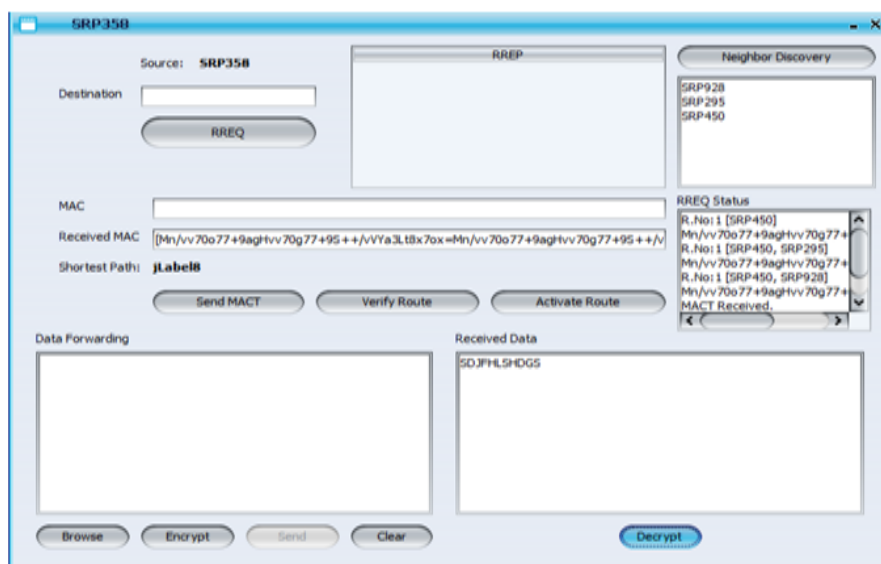 SRP358
Source: SRP358
Destination
RREQ
RREP
Neighbor Discovery
SRP928
SRP295
SRP450
MAC
Received MAC [Mn/vv70o77+9agHvv70g77+95++/vVYa3Lt8x7ox=Mn/vv70o77+9agHvv70g77+95++/v
Shortest Path: jLabel8
Send MACT
Verify Route
Activate Route
RREQ Status
R.No:1 [SRP450]
Mn/vv70o77+9agHvv70g77+
R.No:1 [SRP450, SRP295]
Mn/vv70o77+9agHvv70g77+
R.No:1 [SRP450, SRP928]
Mn/vv70o77+9agHvv70g77+
MACT Received.
Data Forwarding
Browse
Encrypt
Send
Clear
Received Data
SDJFHLSHDGS
Decrypt